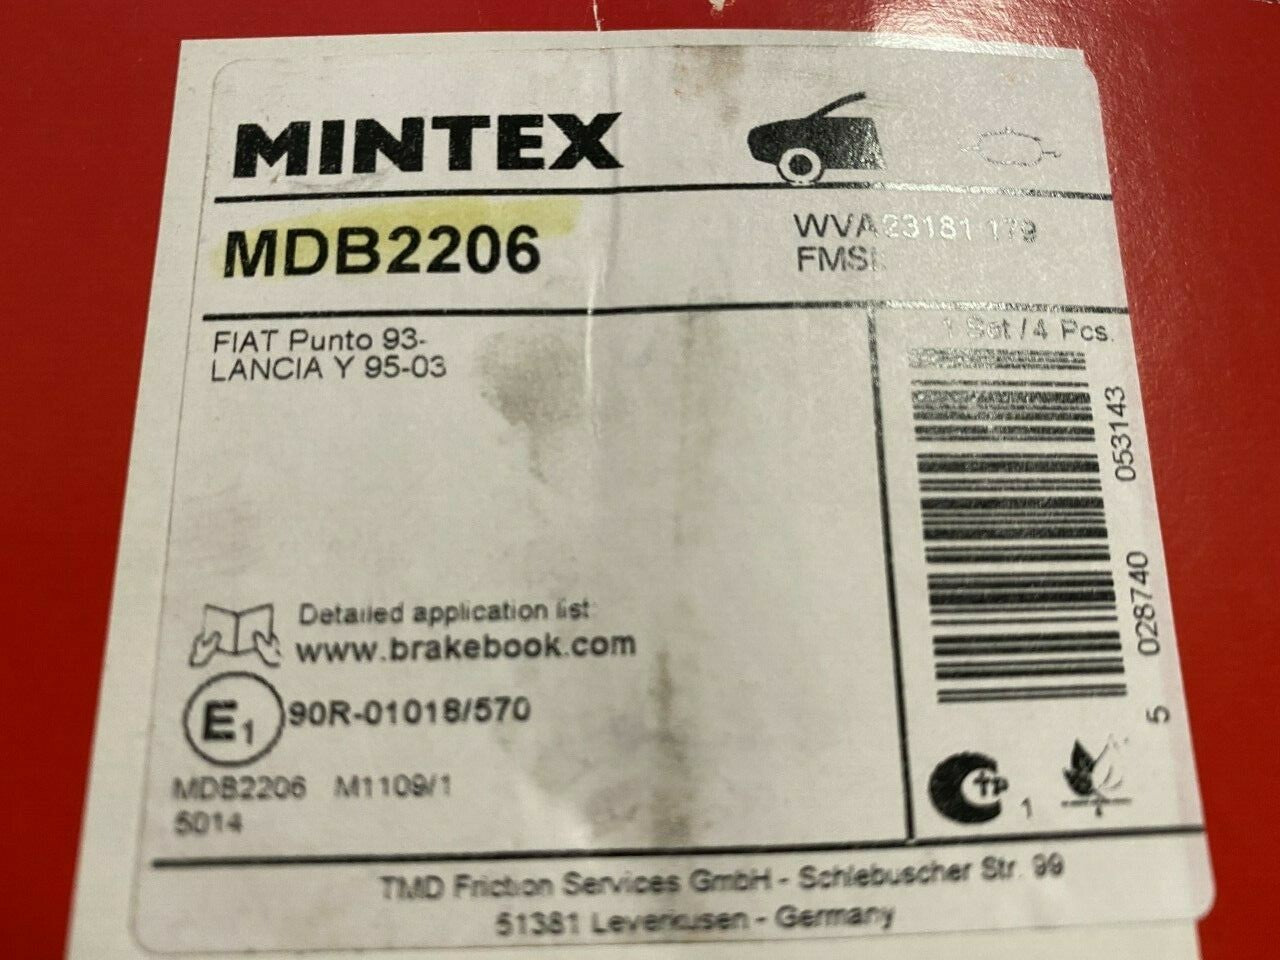 MINTEX
MDB2206
WVA 23181 179
FMSI:
FIAT Punto 93-
LANCIA Y 95-03
1 Set / 4 Pcs.
5 028740 053143
Detailed application list:
www.brakebook.com
E1 90R-01018/570
MDB2206 M1109/1
5014
1
TMD Friction Services GmbH - Schlebuscher Str. 99
51381 Leverkusen - Germany